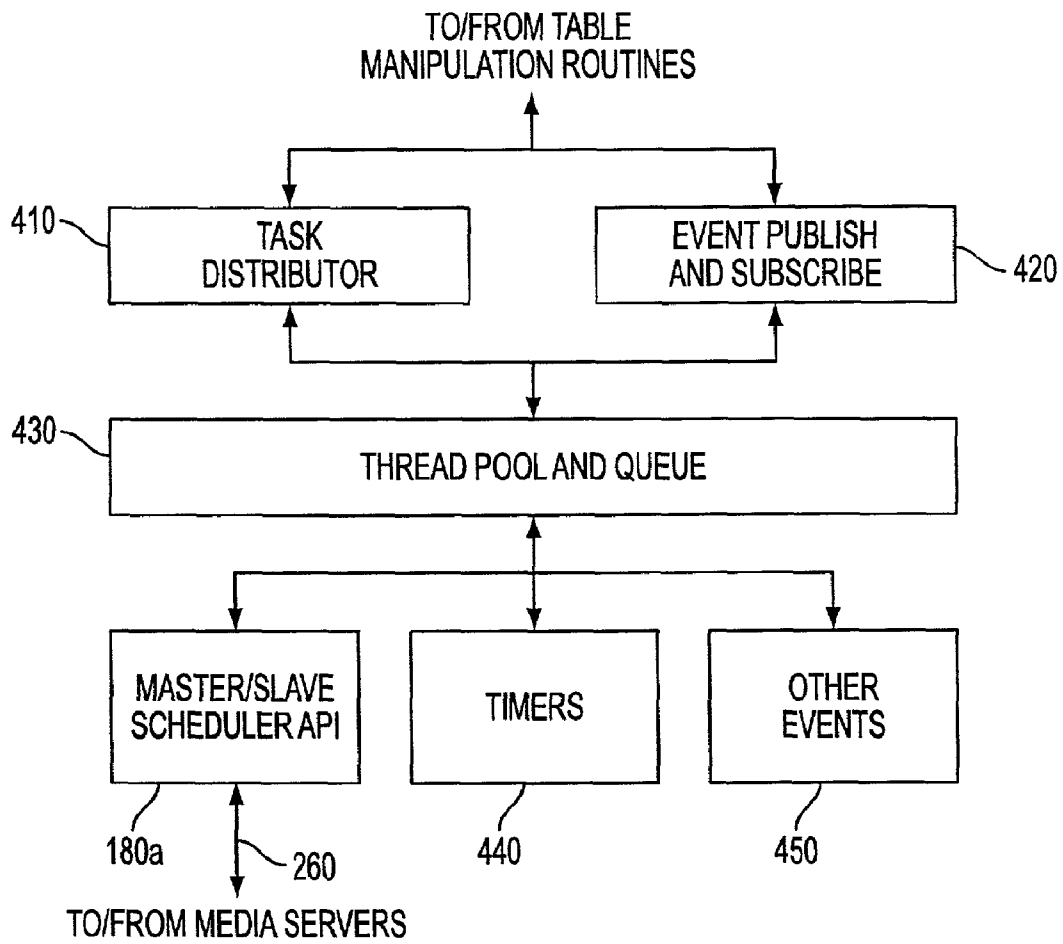 TO/FROM TABLE
MANIPULATION ROUTINES
410
TASK
DISTRIBUTOR
EVENT PUBLISH
AND SUBSCRIBE
420
430
THREAD POOL AND QUEUE
MASTER/SLAVE
SCHEDULER API
TIMERS
OTHER
EVENTS
180a
260
440
450
TO/FROM MEDIA SERVERS